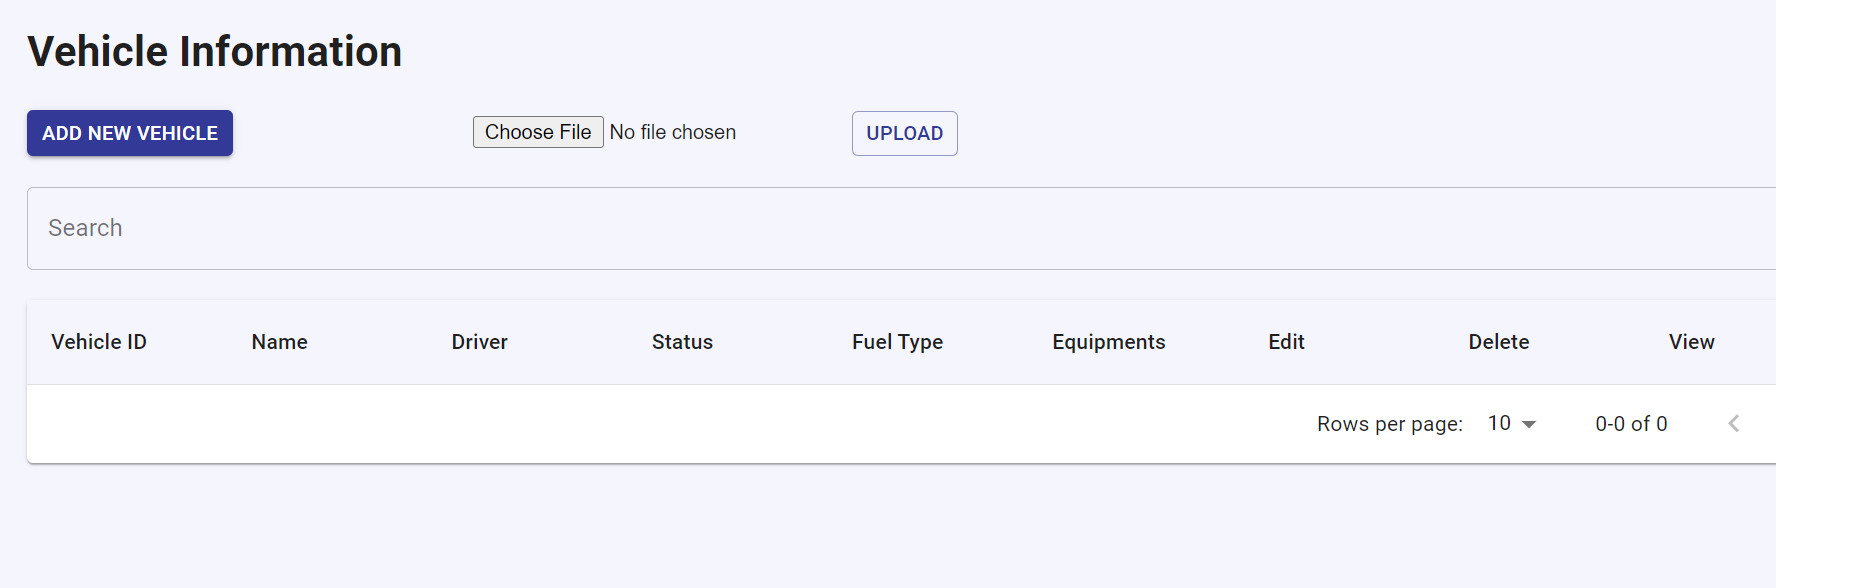 Vehicle Information
ADD NEW VEHICLE Choose File No file chosen UPLOAD
Search
Vehicle ID Name Driver Status Fuel Type Equipments Edit Delete View
Rows per page: 10 0-0 of 0